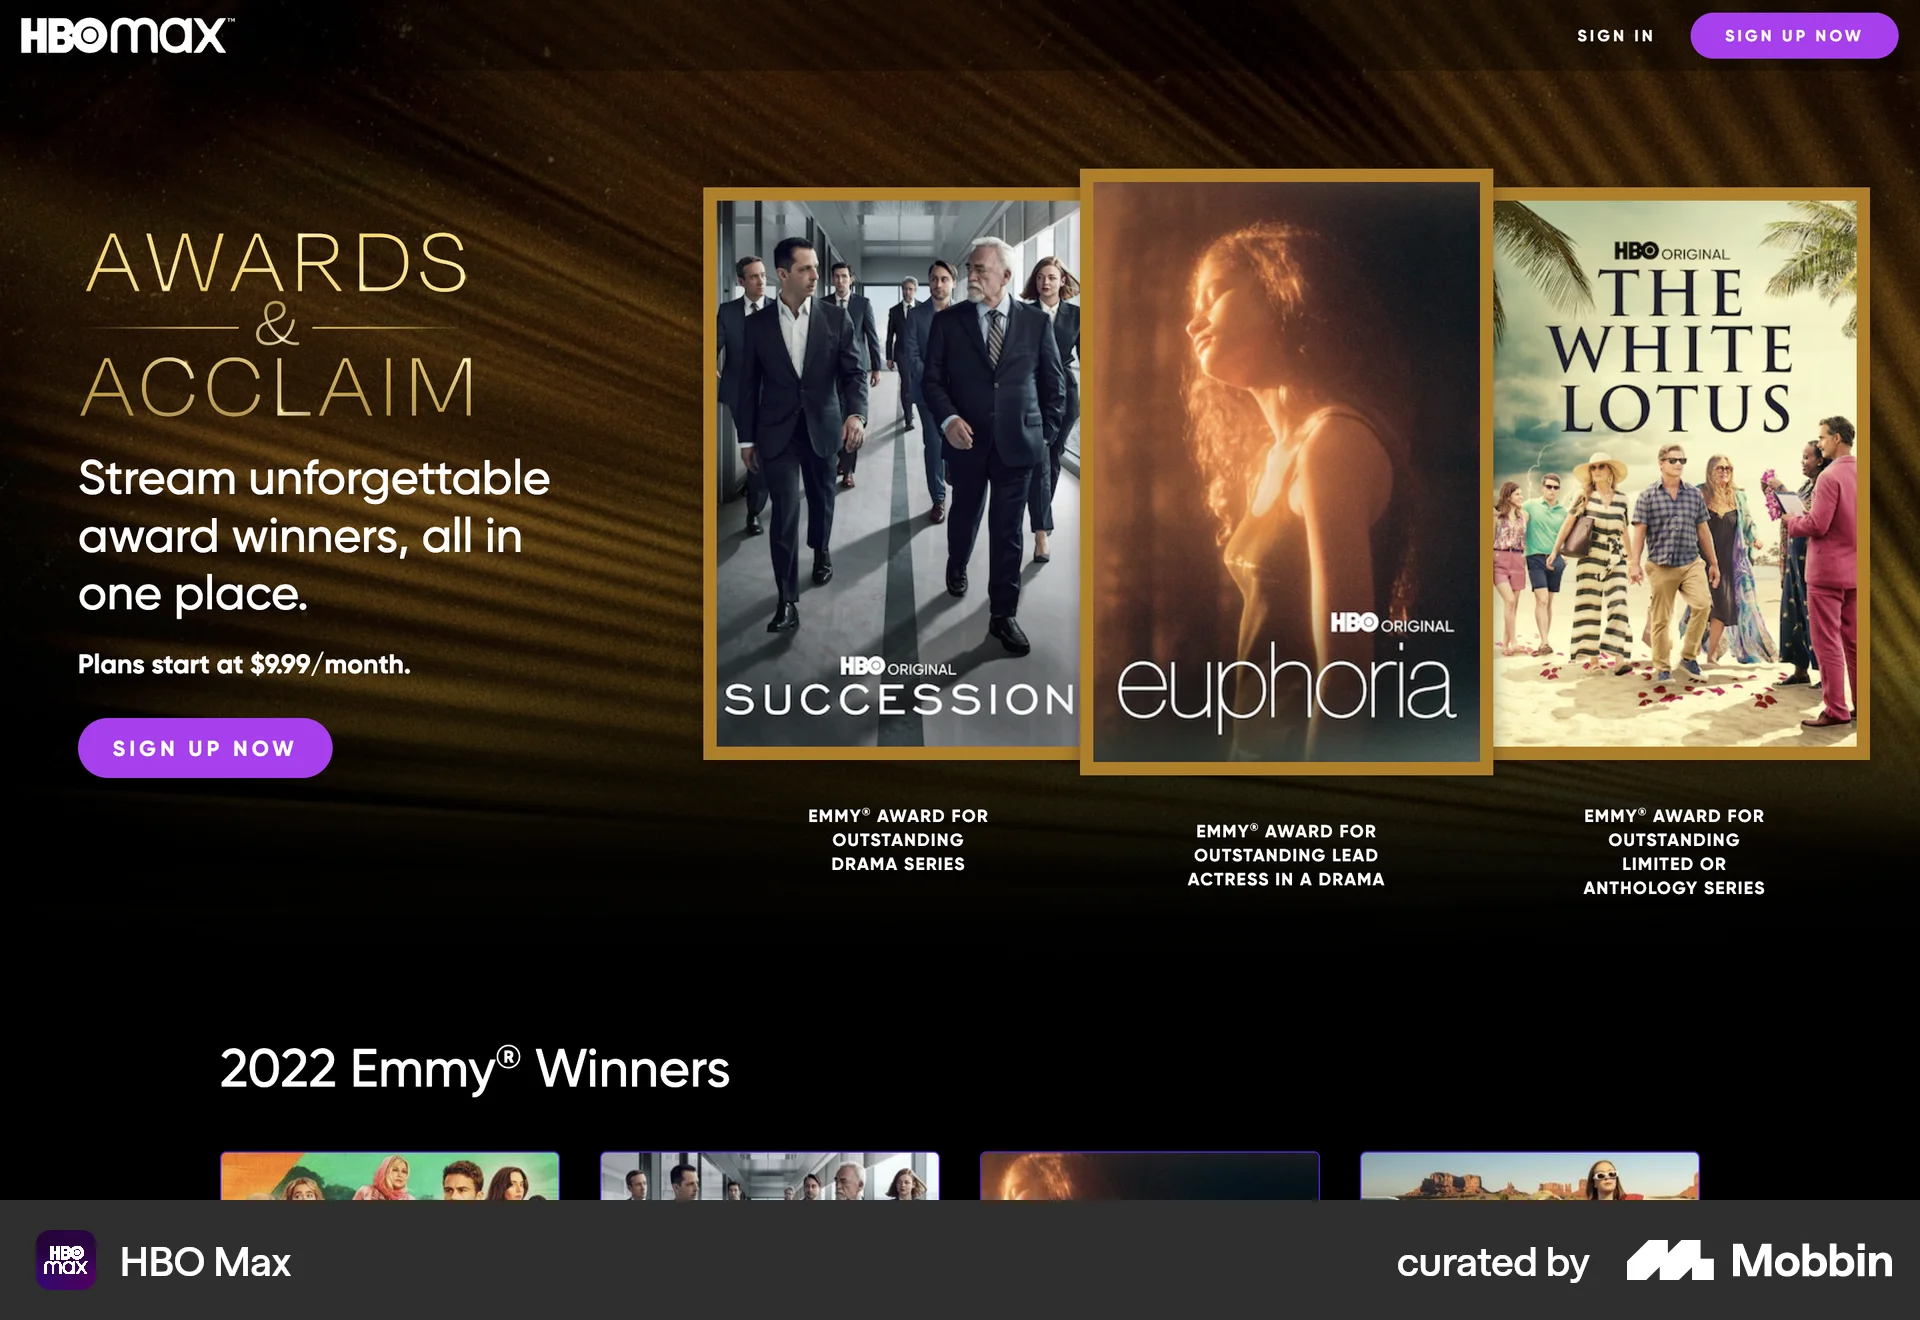 HBOmax™
SIGN IN
SIGN UP NOW
AWARDS
&
ACCLAIM
Stream unforgettable
award winners, all in
one place.
Plans start at $9.99/month.
SIGN UP NOW
HBO ORIGINAL
SUCCESSION
HBO ORIGINAL
euphoria
HBO ORIGINAL
THE
WHITE
LOTUS
EMMY® AWARD FOR
OUTSTANDING
DRAMA SERIES
EMMY® AWARD FOR
OUTSTANDING LEAD
ACTRESS IN A DRAMA
EMMY® AWARD FOR
OUTSTANDING
LIMITED OR
ANTHOLOGY SERIES
2022 Emmy® Winners
HBO
max
HBO Max
curated by
Mobbin